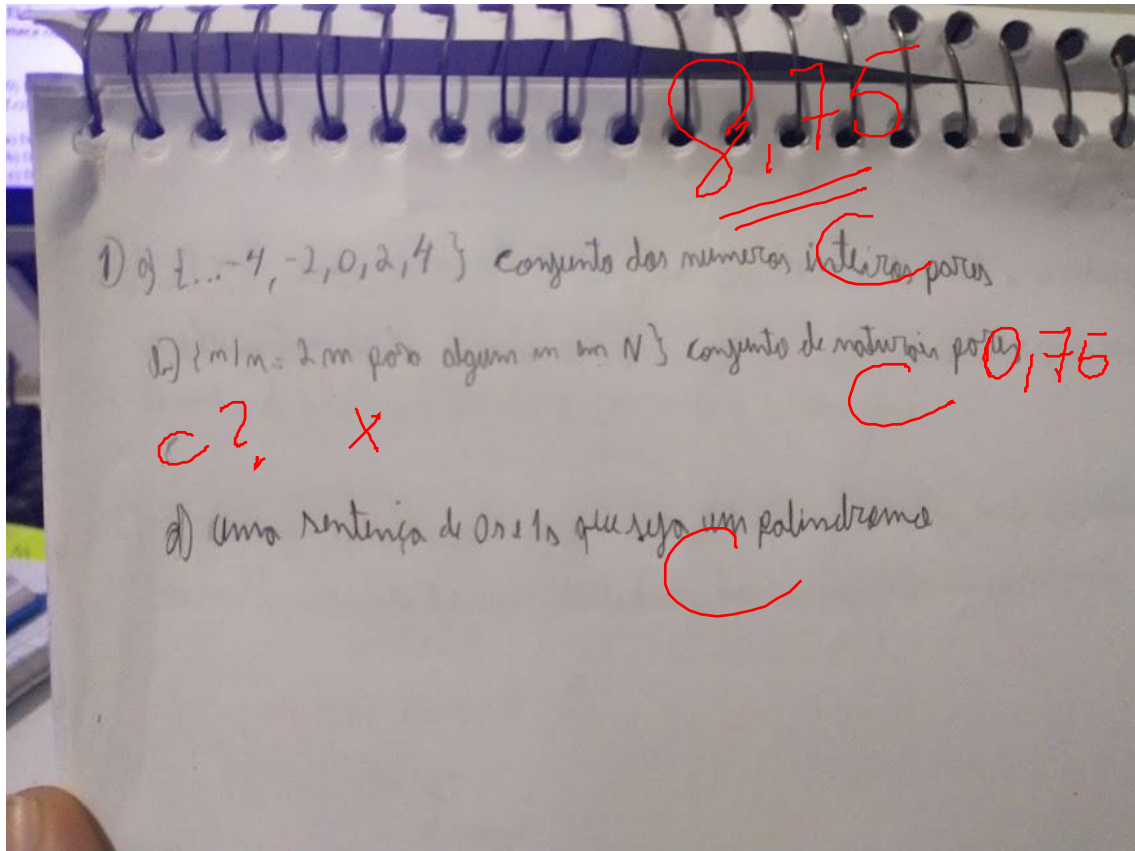 8,75
1) a) {...-4, -2, 0, 2, 4 } conjunto dos numeros inteiros pares
b) {n|n = 2m para algum m em N} conjunto de naturais pares
0,75
C
C
c?. X
d) uma sentença de 0s e 1s que seja um palindromo
C